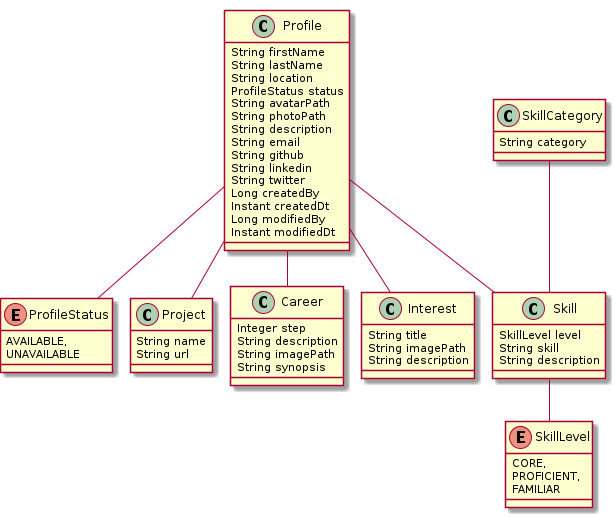 C Profile
String firstName
String lastName
String location
ProfileStatus status
String avatarPath
String photoPath
String description
String email
String github
String linkedin
String twitter
Long createdBy
Instant createdDt
Long modifiedBy
Instant modifiedDt
C SkillCategory
String category
E ProfileStatus
AVAILABLE,
UNAVAILABLE
C Project
String name
String url
C Career
Integer step
String description
String imagePath
String synopsis
C Interest
String title
String imagePath
String description
C Skill
SkillLevel level
String skill
String description
E SkillLevel
CORE,
PROFICIENT,
FAMILIAR